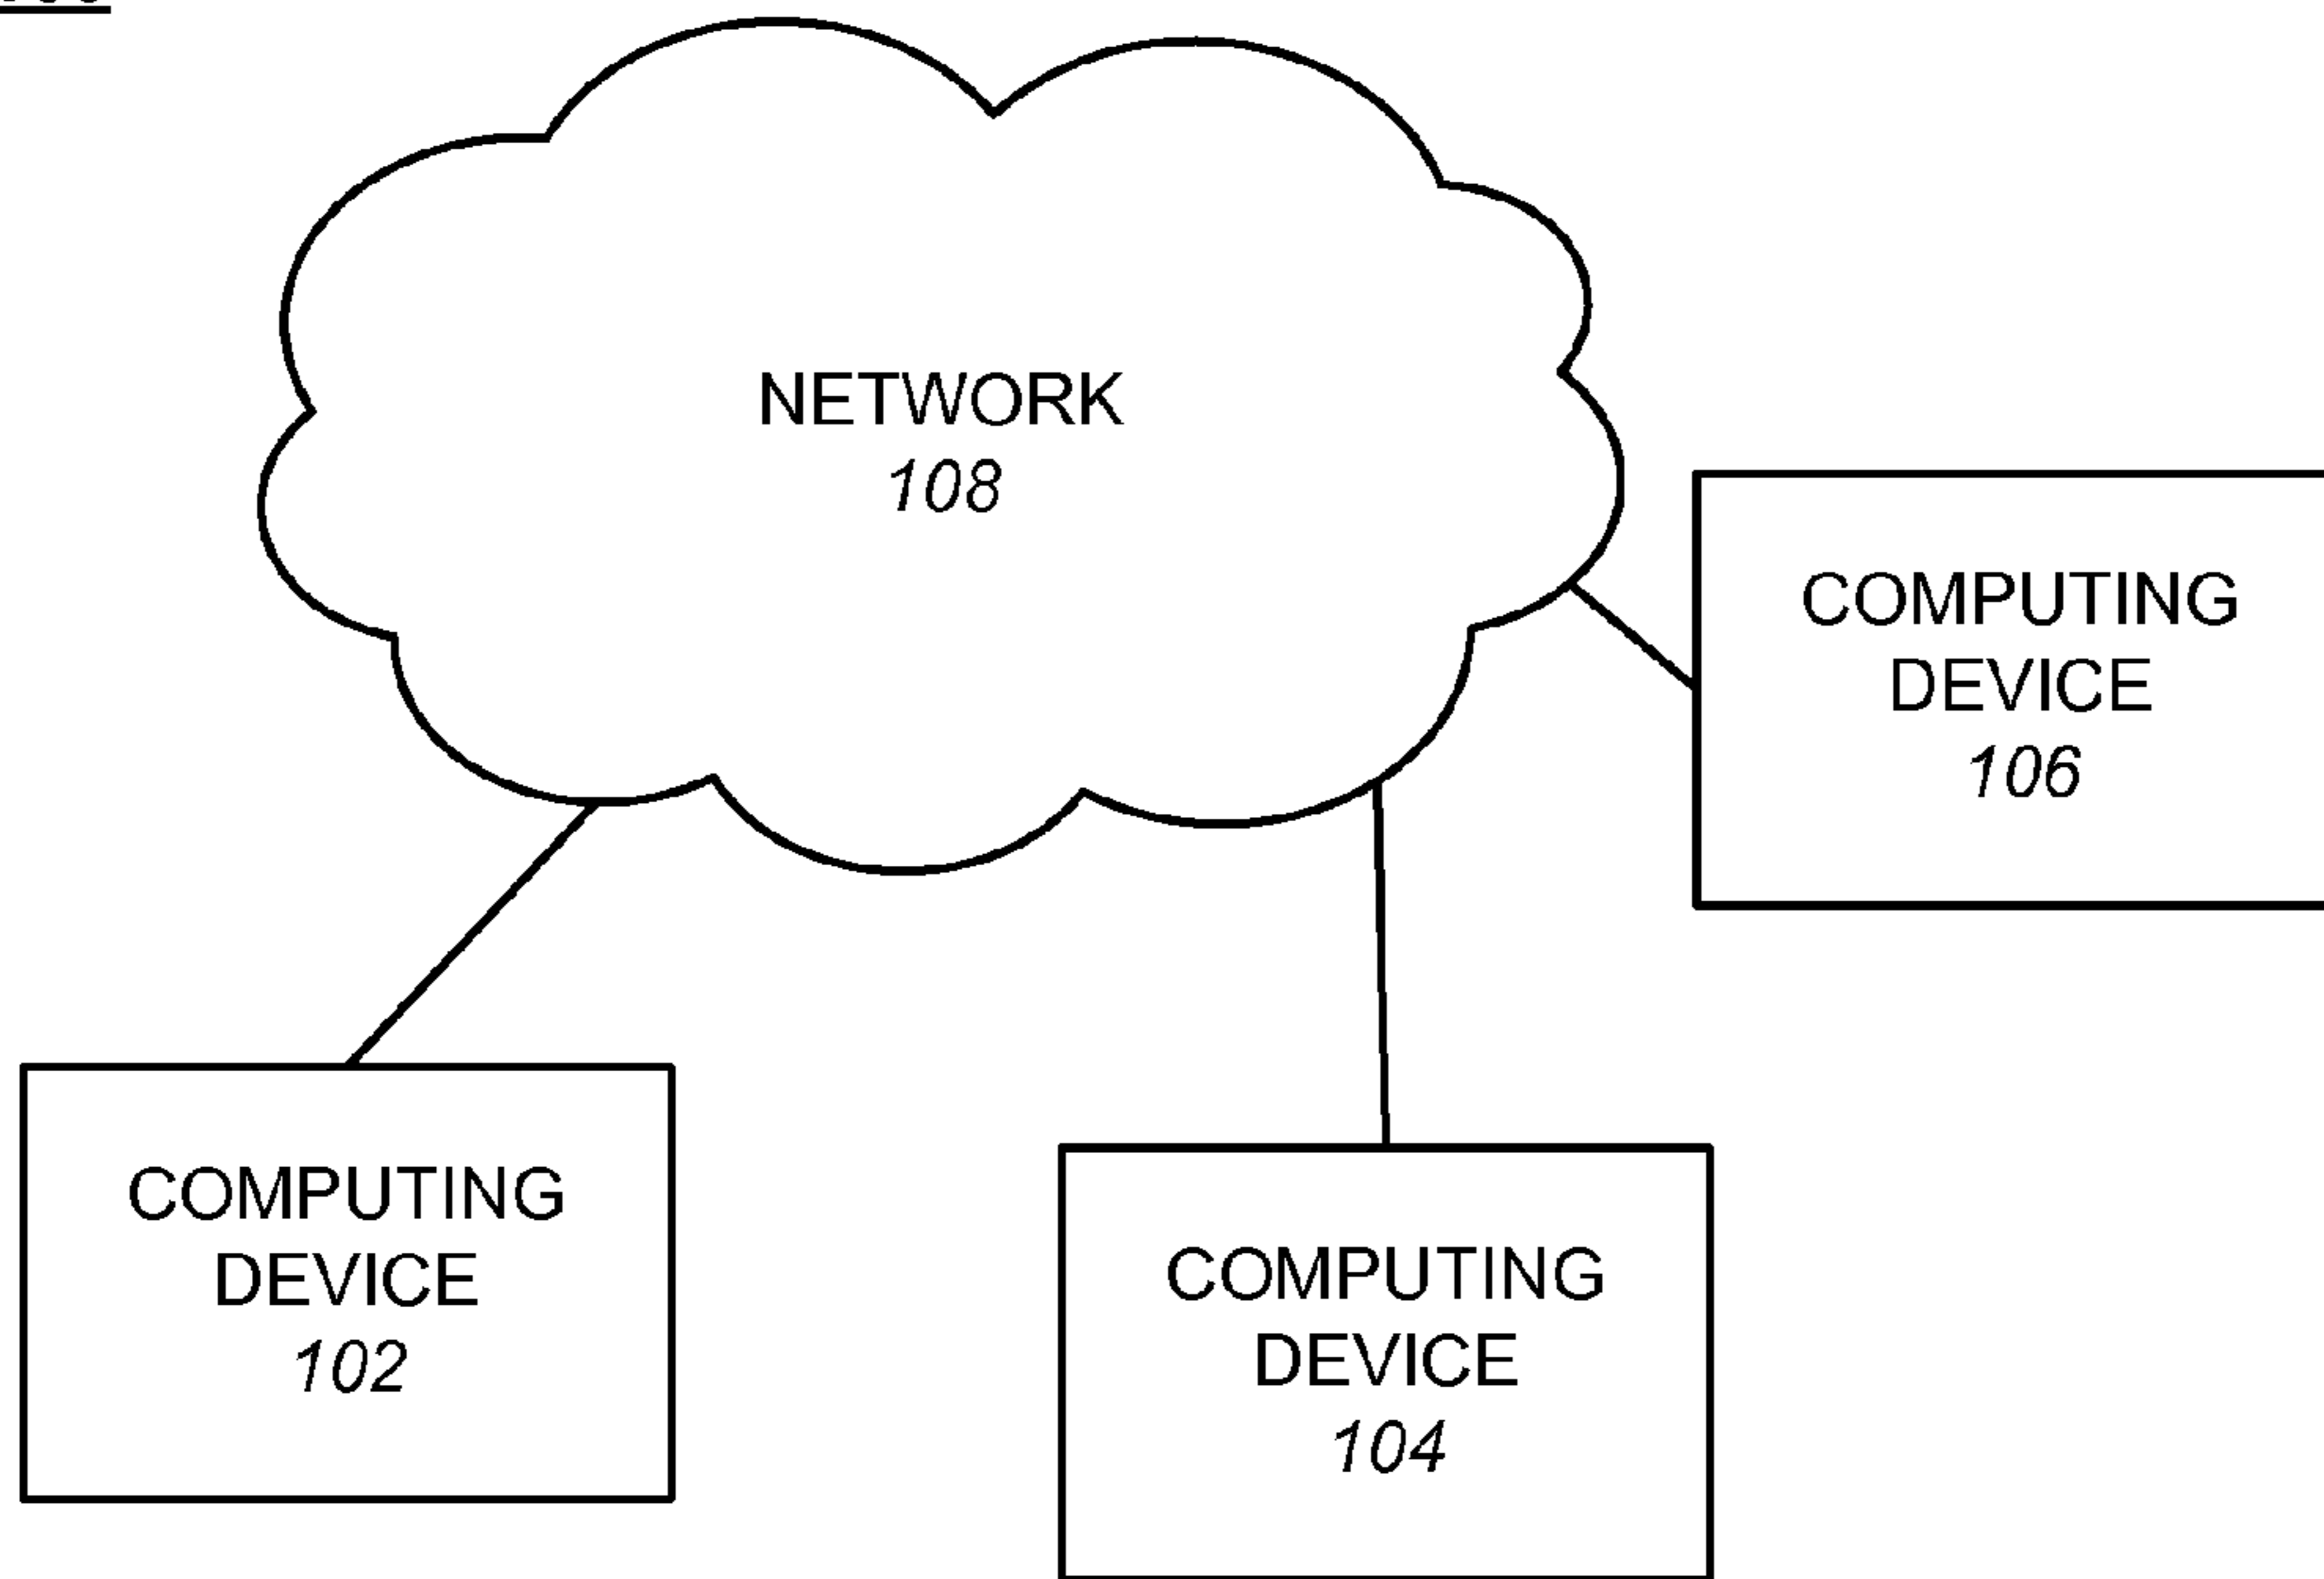 NETWORK
108
COMPUTING
DEVICE
106
COMPUTING
DEVICE
102
COMPUTING
DEVICE
104